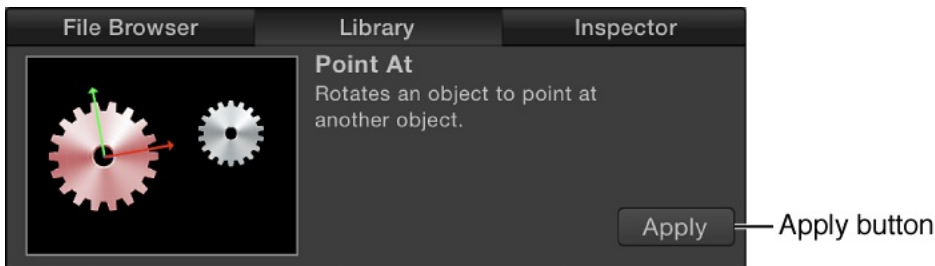 File Browser
Library
Inspector
Point At
Rotates an object to point at
another object.
Apply
Apply button